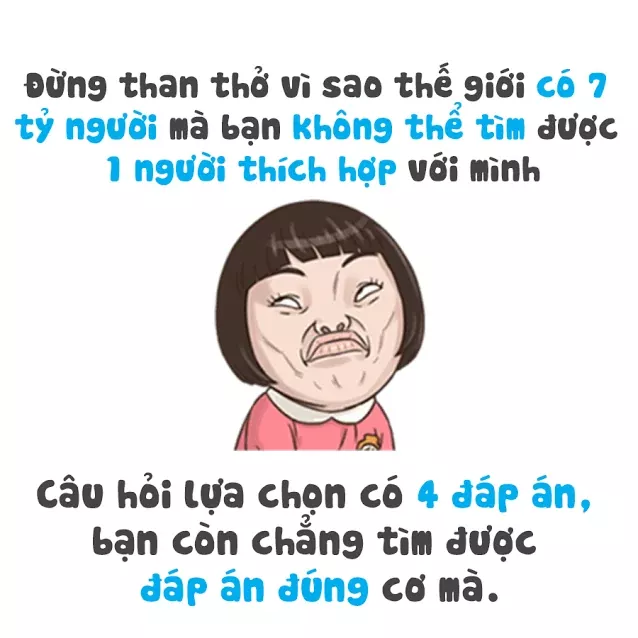 Đừng than thở vì sao thế giới có 7
tỷ người mà bạn không thể tìm được
1 người thích hợp với mình
Câu hỏi lựa chọn có 4 đáp án,
bạn còn chẳng tìm được
đáp án đúng cơ mà.